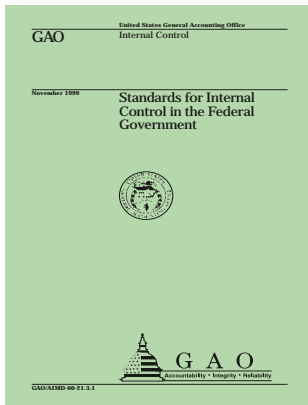 United States General Accounting Office
GAO
Internal Control
November 1999
Standards for Internal
Control in the Federal
Government
G A O
Accountability * Integrity * Reliability
GAO/AIMD-00-21.3.1